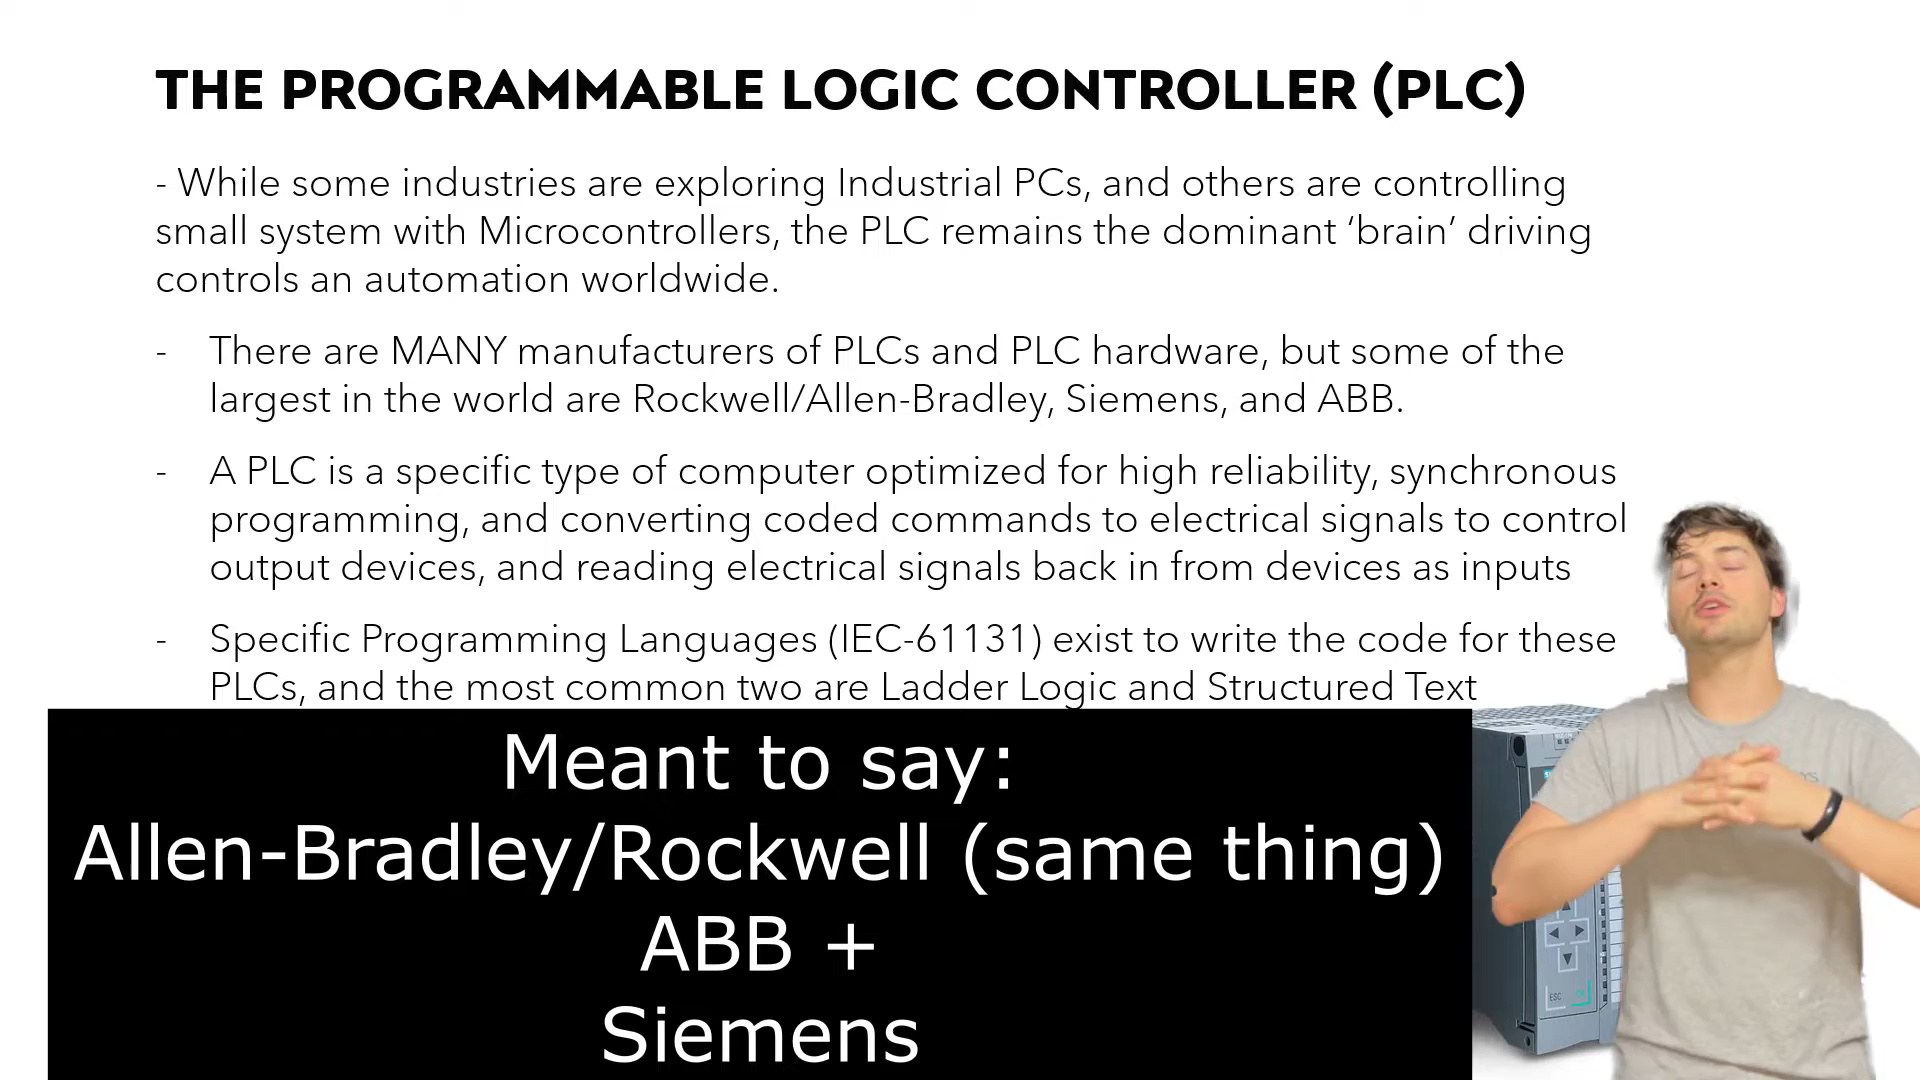 THE PROGRAMMABLE LOGIC CONTROLLER (PLC)
- While some industries are exploring Industrial PCs, and others are controlling
small system with Microcontrollers, the PLC remains the dominant ‘brain’ driving
controls an automation worldwide.
- There are MANY manufacturers of PLCs and PLC hardware, but some of the
largest in the world are Rockwell/Allen-Bradley, Siemens, and ABB.
- A PLC is a specific type of computer optimized for high reliability, synchronous
programming, and converting coded commands to electrical signals to control
output devices, and reading electrical signals back in from devices as inputs
- Specific Programming Languages (IEC-61131) exist to write the code for these
PLCs, and the most common two are Ladder Logic and Structured Text
Meant to say:
Allen-Bradley/Rockwell (same thing)
ABB +
Siemens
ESC